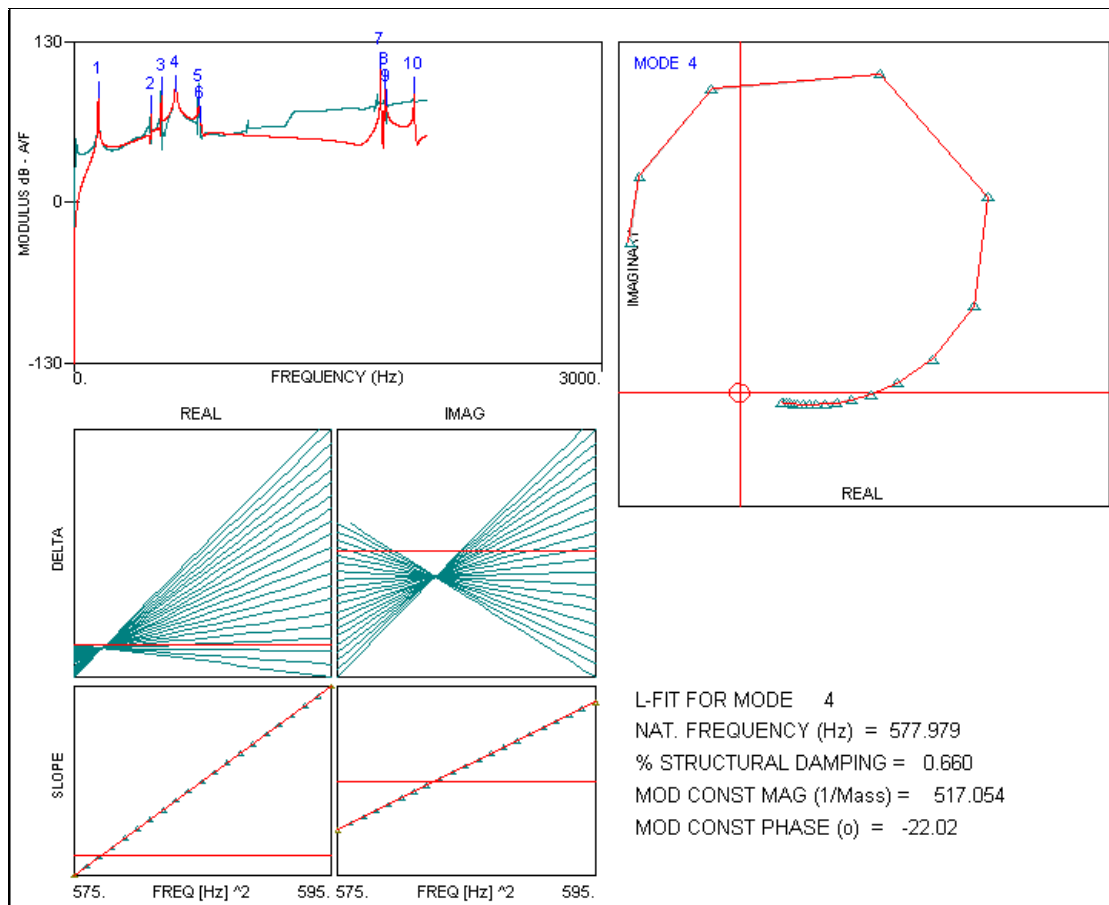 130
0
-130
MODULUS dB - A/F
1
2
3
4
5
6
7
8
9
10
0.
FREQUENCY (Hz)
3000.
MODE 4
IMAGINARY
REAL
REAL
IMAG
DELTA
SLOPE
575.
FREQ [Hz] ^2
595.
575.
FREQ [Hz] ^2
595.
L-FIT FOR MODE 4
NAT. FREQUENCY (Hz) = 577.979
% STRUCTURAL DAMPING = 0.660
MOD CONST MAG (1/Mass) = 517.054
MOD CONST PHASE (o) = -22.02